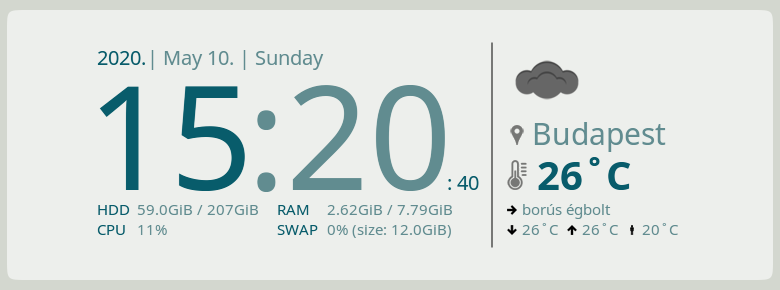 2020.| May 10. | Sunday
15:20:40
HDD 59.0GiB / 207GiB RAM 2.62GiB / 7.79GiB
CPU 11% SWAP 0% (size: 12.0GiB)
Budapest
26˚C
borús égbolt
26˚C 26˚C 20˚C